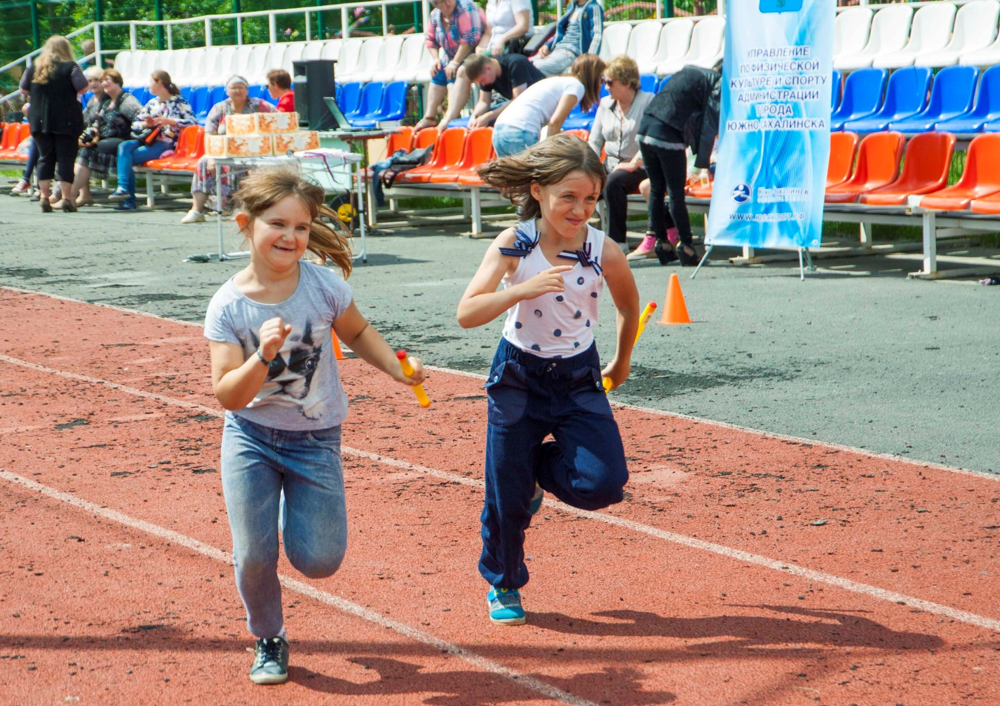 УПРАВЛЕНИЕ
ПО ФИЗИЧЕСКОЙ
КУЛЬТУРЕ И СПОРТУ
АДМИНИСТРАЦИИ
ГОРОДА
ЮЖНО-САХАЛИНСКА